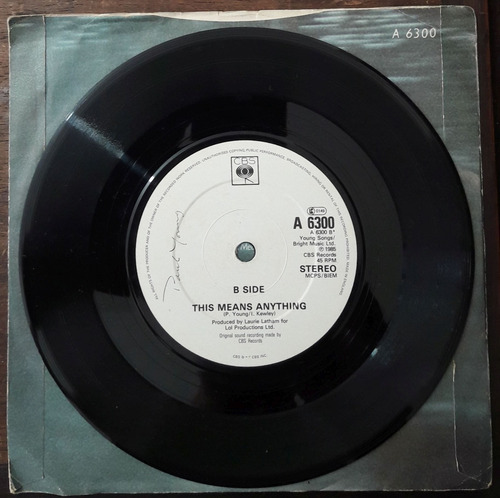 A 6300
CBS
A 6300
A 6300 B*
Young Songs/
Bright Music Ltd.
℗ 1985
CBS Records
45 RPM
STEREO
MCPS/BIEM
B SIDE
THIS MEANS ANYTHING
(P. Young/I. Kewley)
Produced by Laurie Latham for
Lol Productions Ltd.
Original sound recording made by
CBS Records